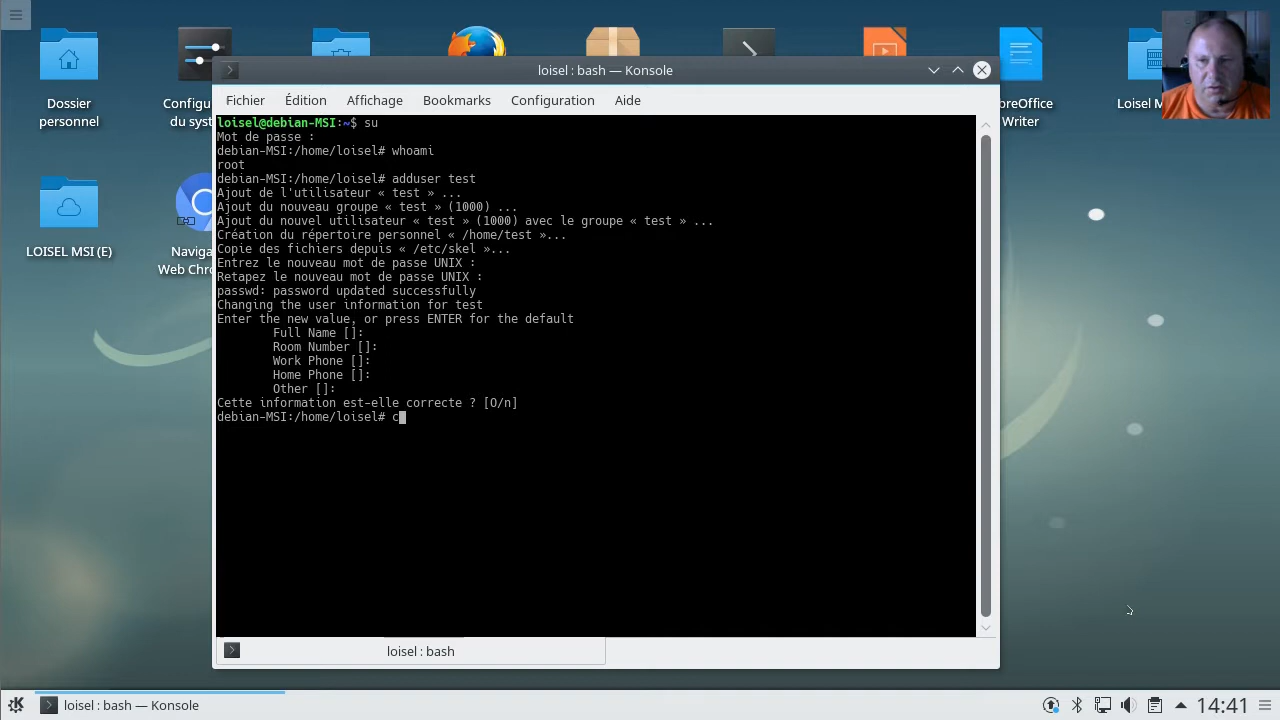 loisel : bash — Konsole
Fichier Édition Affichage Bookmarks Configuration Aide
loisel@debian-MSI:~$ su
Mot de passe :
debian-MSI:/home/loisel# whoami
root
debian-MSI:/home/loisel# adduser test
Ajout de l'utilisateur « test » ...
Ajout du nouveau groupe « test » (1000) ...
Ajout du nouvel utilisateur « test » (1000) avec le groupe « test » ...
Création du répertoire personnel « /home/test »...
Copie des fichiers depuis « /etc/skel »...
Entrez le nouveau mot de passe UNIX :
Retapez le nouveau mot de passe UNIX :
passwd: password updated successfully
Changing the user information for test
Enter the new value, or press ENTER for the default
Full Name []:
Room Number []:
Work Phone []:
Home Phone []:
Other []:
Cette information est-elle correcte ? [O/n]
debian-MSI:/home/loisel# c
loisel : bash
Dossier
personnel
Configu
du syst
LOISEL MSI (E)
Naviga
Web Chro
breOffice
Writer
Loisel M
loisel : bash — Konsole
14:41